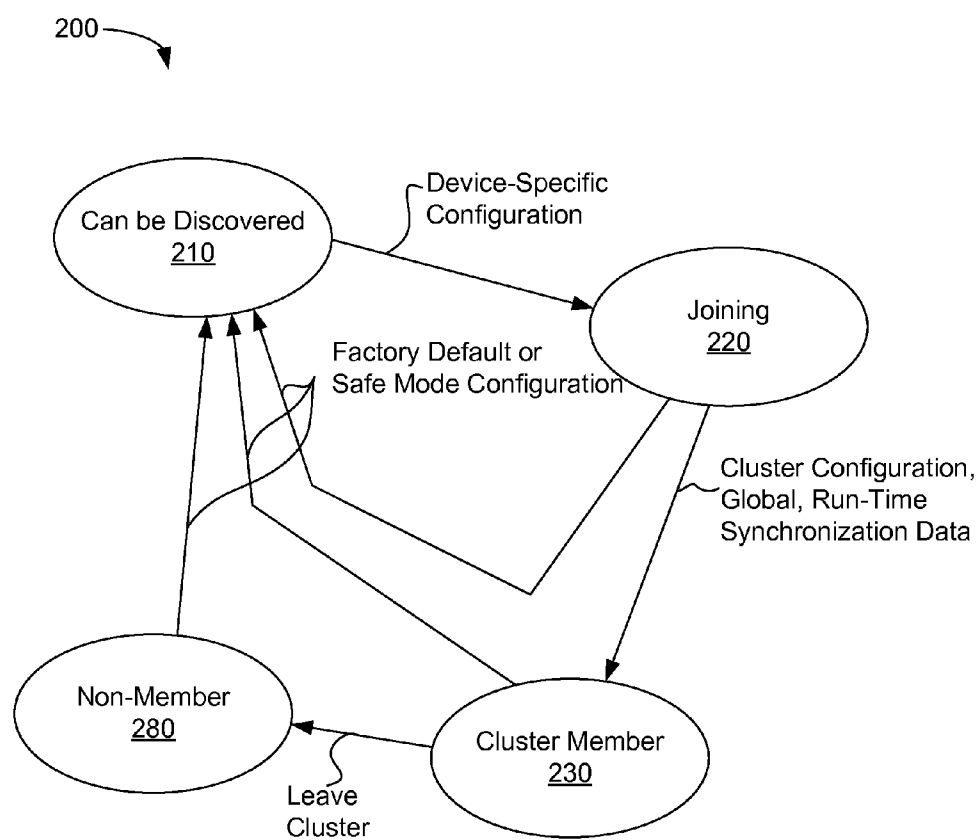 200
Device-Specific
Configuration
Can be Discovered
210
Joining
220
Factory Default or
Safe Mode Configuration
Cluster Configuration,
Global, Run-Time
Synchronization Data
Non-Member
280
Cluster Member
230
Leave
Cluster